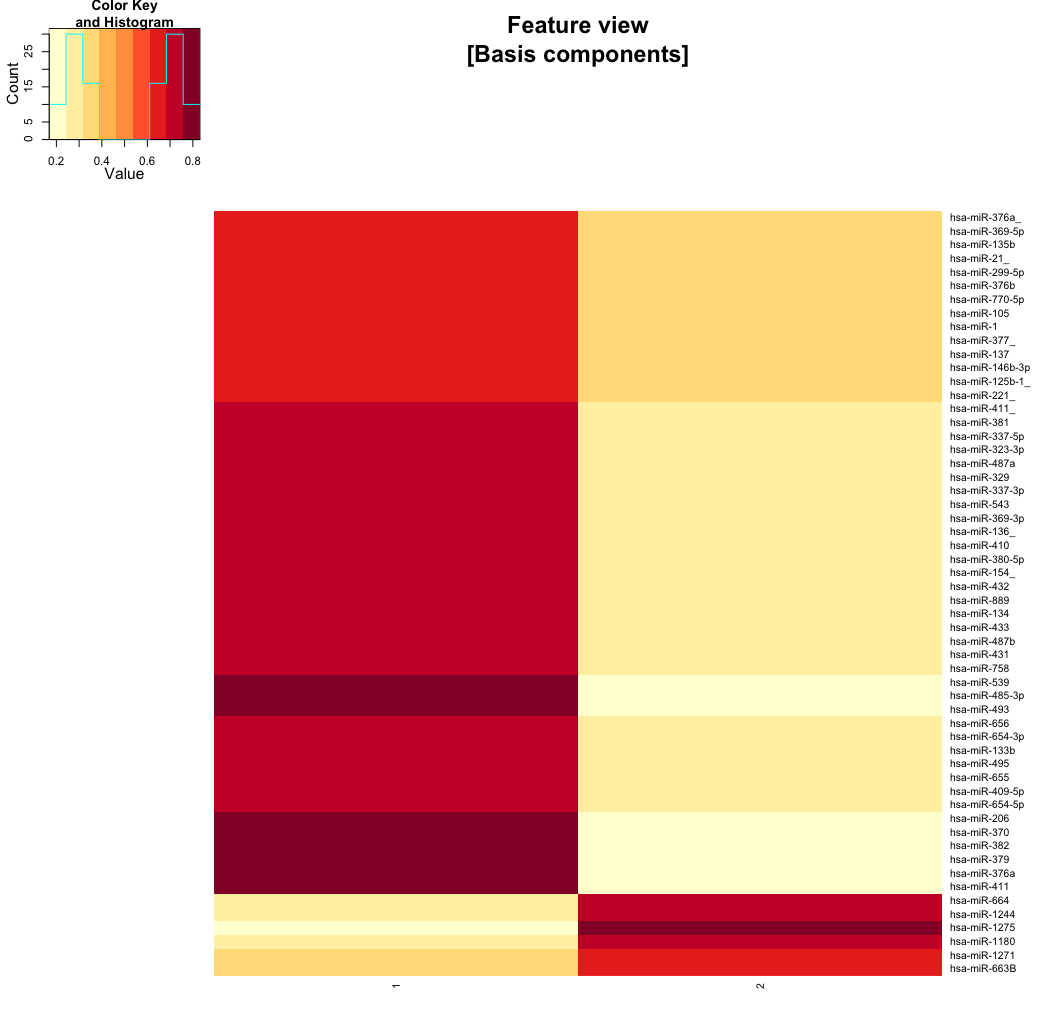 Color Key
and Histogram
Feature view
[Basis components]
Count
0
5
15
25
0.2
0.4
0.6
0.8
Value
hsa-miR-376a_
hsa-miR-369-5p
hsa-miR-135b
hsa-miR-21_
hsa-miR-299-5p
hsa-miR-376b
hsa-miR-770-5p
hsa-miR-105
hsa-miR-1
hsa-miR-377_
hsa-miR-137
hsa-miR-146b-3p
hsa-miR-125b-1_
hsa-miR-221_
hsa-miR-411_
hsa-miR-381
hsa-miR-337-5p
hsa-miR-323-3p
hsa-miR-487a
hsa-miR-329
hsa-miR-337-3p
hsa-miR-543
hsa-miR-369-3p
hsa-miR-136_
hsa-miR-410
hsa-miR-380-5p
hsa-miR-154_
hsa-miR-432
hsa-miR-889
hsa-miR-134
hsa-miR-433
hsa-miR-487b
hsa-miR-431
hsa-miR-758
hsa-miR-539
hsa-miR-485-3p
hsa-miR-493
hsa-miR-656
hsa-miR-654-3p
hsa-miR-133b
hsa-miR-495
hsa-miR-655
hsa-miR-409-5p
hsa-miR-654-5p
hsa-miR-206
hsa-miR-370
hsa-miR-382
hsa-miR-379
hsa-miR-376a
hsa-miR-411
hsa-miR-664
hsa-miR-1244
hsa-miR-1275
hsa-miR-1180
hsa-miR-1271
hsa-miR-663B
1
2